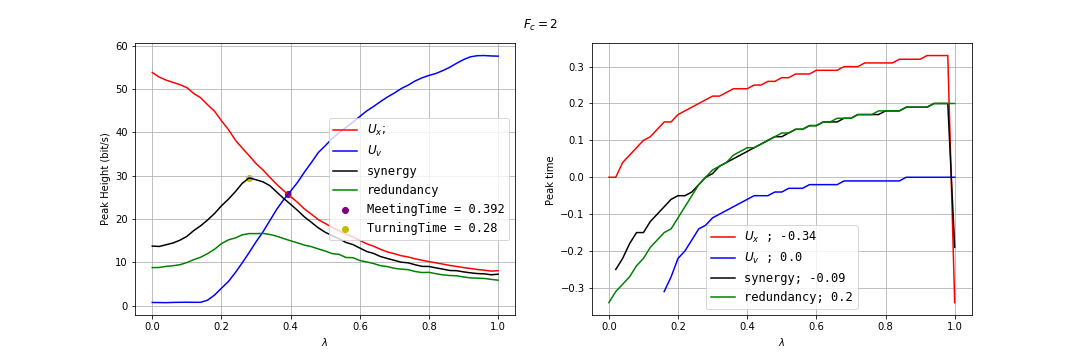 F_c = 2
60
50
40
30
20
10
0
Peak Height (bit/s)
0.0 0.2 0.4 0.6 0.8 1.0
λ
U_x;
U_v
synergy
redundancy
MeetingTime = 0.392
TurningTime = 0.28
0.3
0.2
0.1
0.0
−0.1
−0.2
−0.3
Peak time
0.0 0.2 0.4 0.6 0.8 1.0
λ
U_x ; -0.34
U_v ; 0.0
synergy; -0.09
redundancy; 0.2